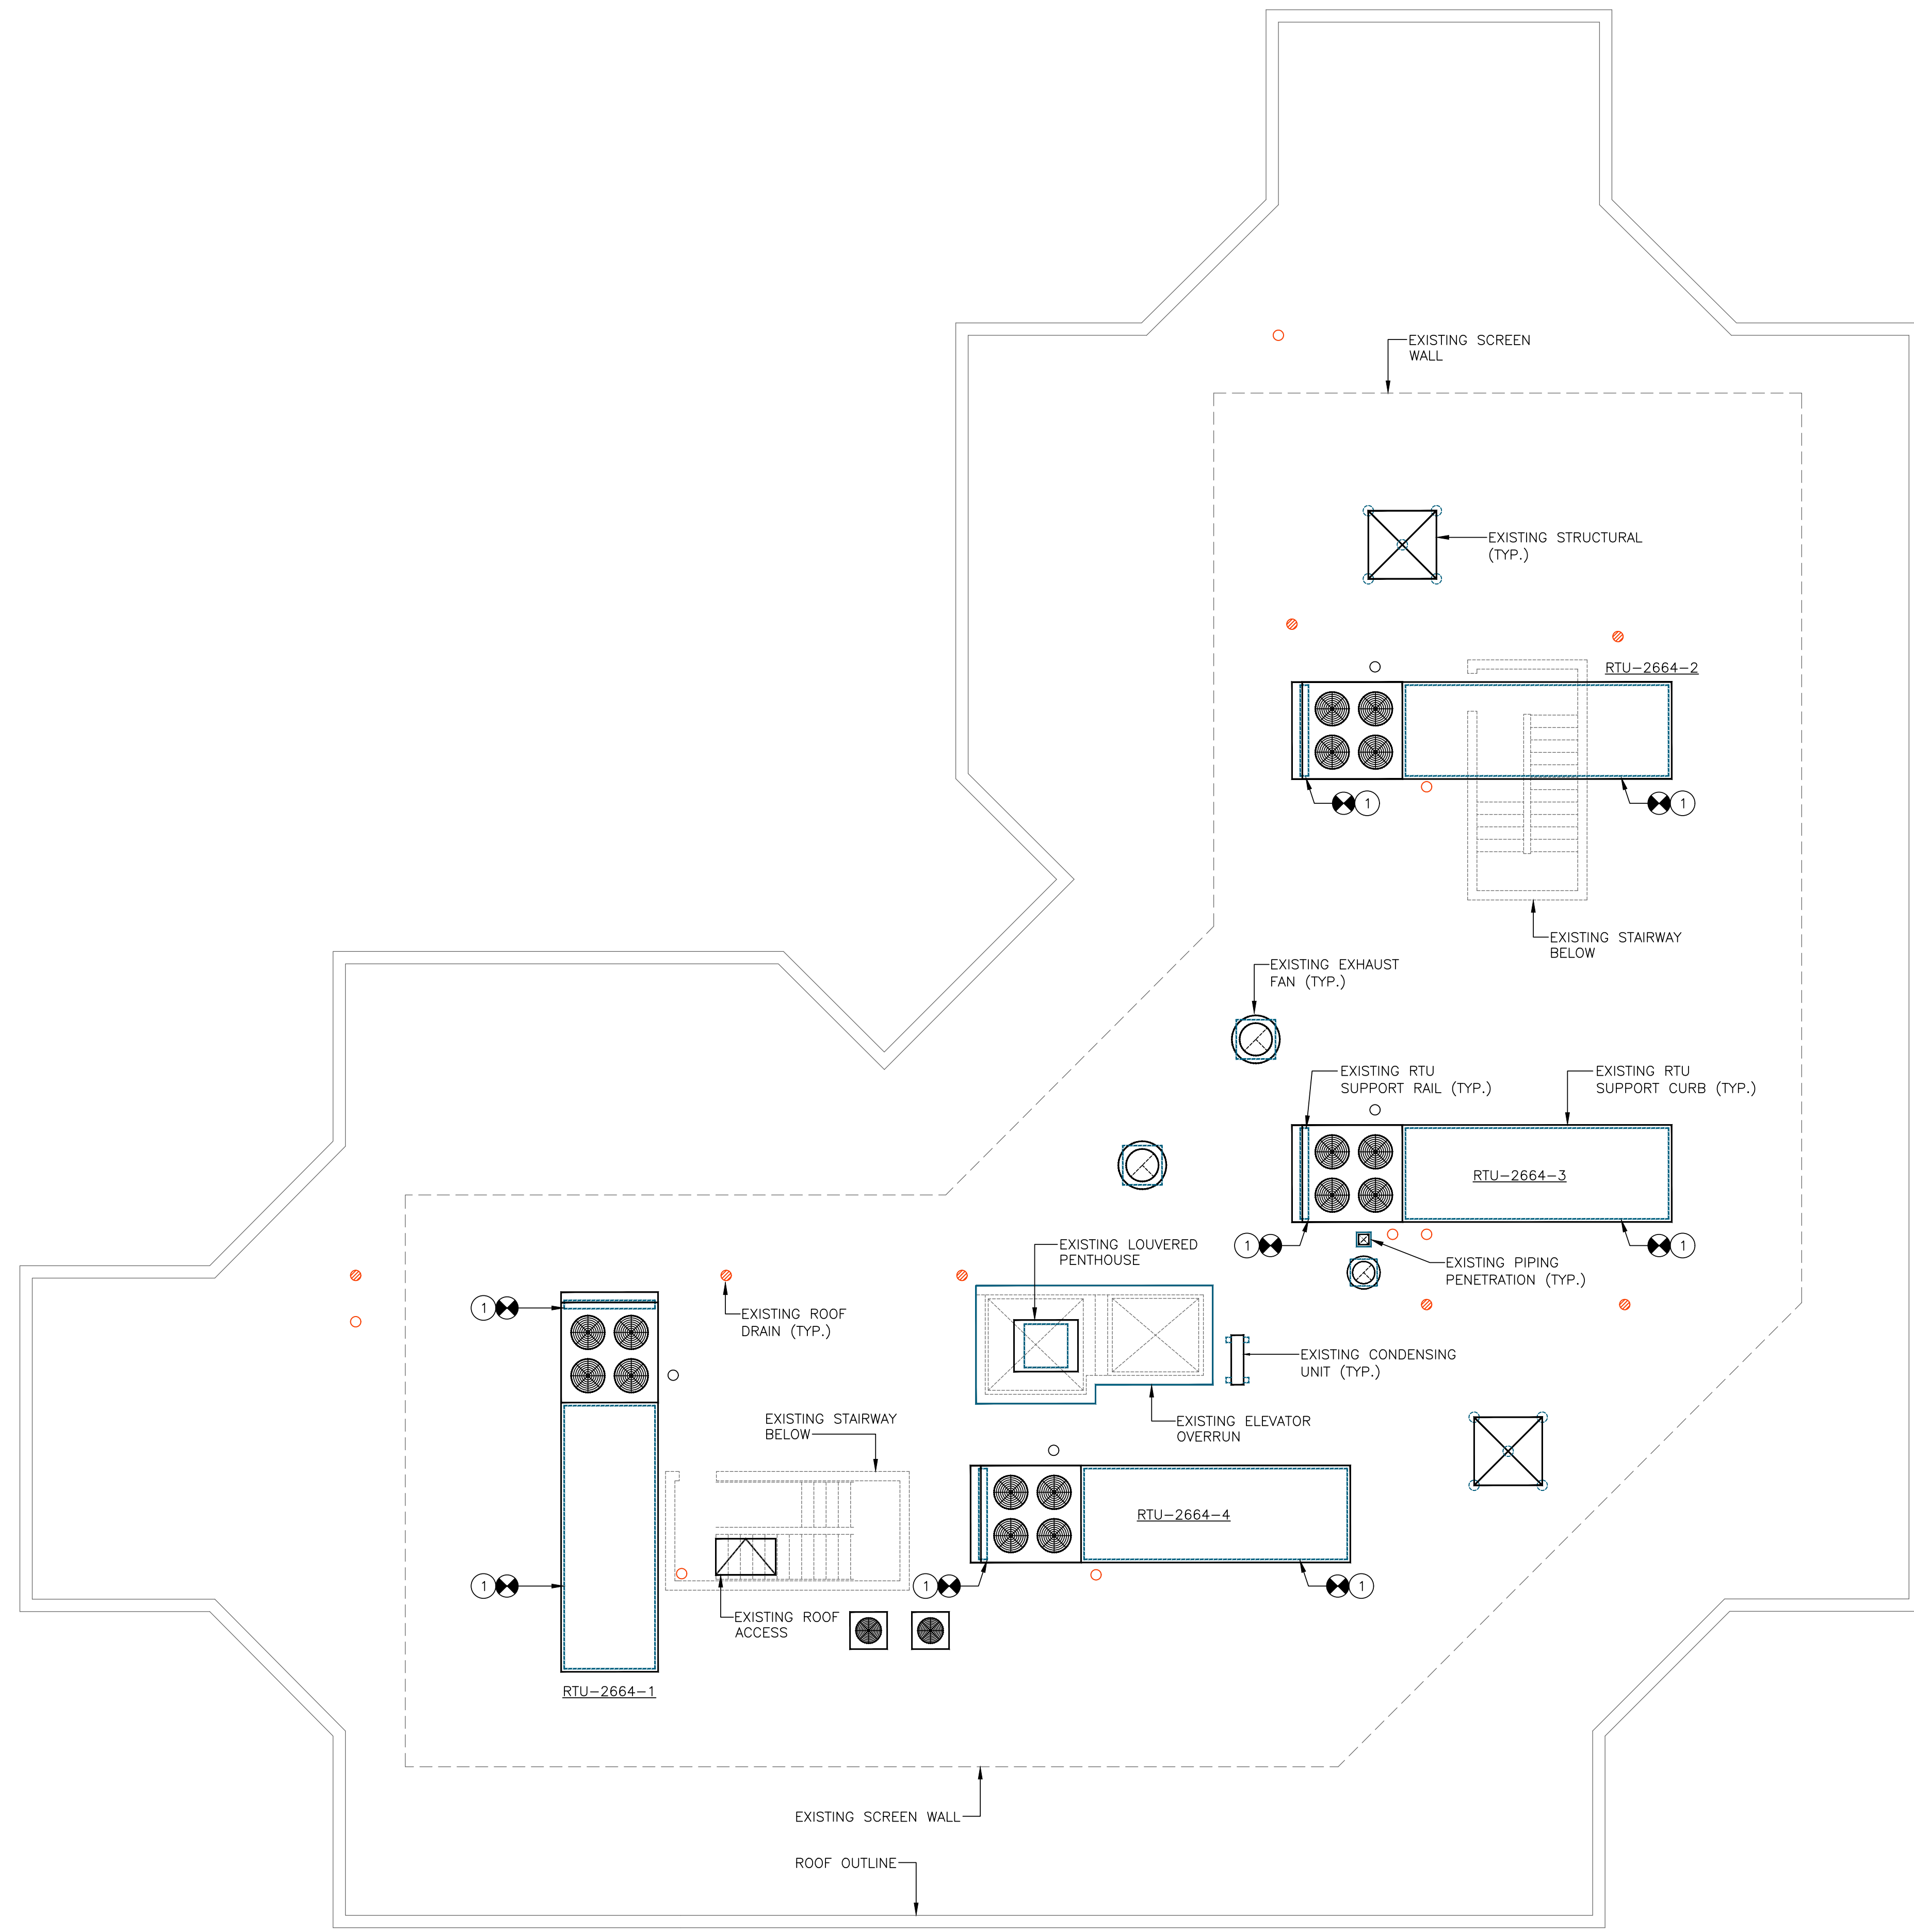 EXISTING SCREEN
WALL
EXISTING STRUCTURAL
(TYP.)
RTU-2664-2
1
1
EXISTING STAIRWAY
BELOW
EXISTING EXHAUST
FAN (TYP.)
EXISTING RTU
SUPPORT RAIL (TYP.)
EXISTING RTU
SUPPORT CURB (TYP.)
RTU-2664-3
1
1
EXISTING LOUVERED
PENTHOUSE
EXISTING PIPING
PENETRATION (TYP.)
1
EXISTING ROOF
DRAIN (TYP.)
EXISTING CONDENSING
UNIT (TYP.)
EXISTING STAIRWAY
BELOW
EXISTING ELEVATOR
OVERRUN
RTU-2664-4
1
1
1
EXISTING ROOF
ACCESS
RTU-2664-1
EXISTING SCREEN WALL
ROOF OUTLINE